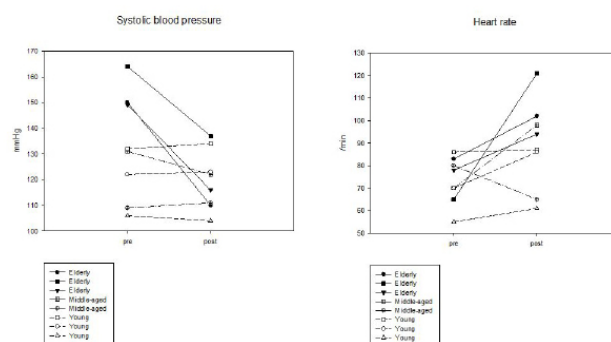 Systolic blood pressure
170
160
150
140
130
120
110
100
mmHg
pre
post
Elderly
Elderly
Elderly
Middle-aged
Middle-aged
Young
Young
Young
Heart rate
130
120
110
100
90
80
70
60
50
/min
pre
post
Elderly
Elderly
Elderly
Middle-aged
Middle-aged
Young
Young
Young